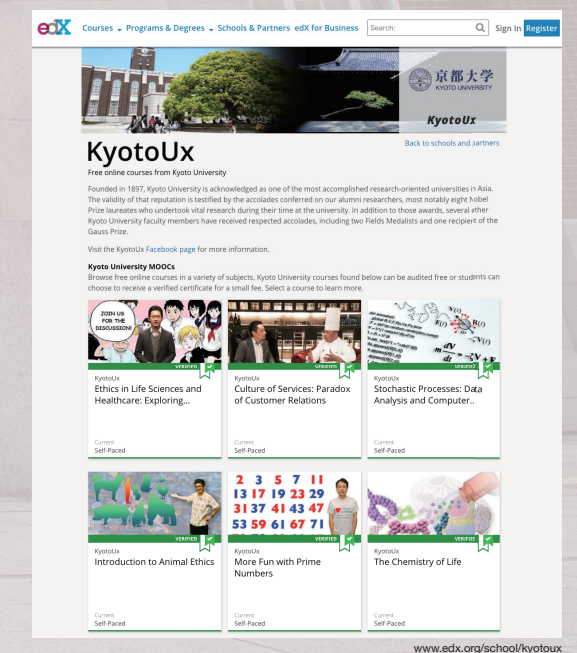 edX Courses Programs & Degrees Schools & Partners edX for Business Search: Sign In Register
京都大学
KYOTO UNIVERSITY
KyotoUx
KyotoUx
Back to schools and partners
Free online courses from Kyoto University
Founded in 1897, Kyoto University is acknowledged as one of the most accomplished research-oriented universities in Asia.
The validity of that reputation is testified by the accolades conferred on our alumni researchers, most notably eight Nobel
Prize laureates who undertook vital research during their time at the university. In addition to those awards, several other
Kyoto University faculty members have received respected accolades, including two Fields Medalists and one recipient of the
Gauss Prize.
Visit the KyotoUx Facebook page for more information.
Kyoto University MOOCs
Browse free online courses in a variety of subjects. Kyoto University courses found below can be audited free or students can
choose to receive a verified certificate for a small fee. Select a course to learn more.
JOIN US
FOR THE
DISCUSSION!
VERIFIED
KyotoUx
Ethics in Life Sciences and
Healthcare: Exploring...
Current
Self-Paced
VERIFIED
KyotoUx
Culture of Services: Paradox
of Customer Relations
Current
Self-Paced
VERIFIED
KyotoUx
Stochastic Processes: Data
Analysis and Computer..
Current
Self-Paced
VERIFIED
KyotoUx
Introduction to Animal Ethics
Current
Self-Paced
2 3 5 7 11
13 17 19 23 29
31 37 41 43 47
53 59 61 67 71
VERIFIED
KyotoUx
More Fun with Prime
Numbers
Current
Self-Paced
VERIFIED
KyotoUx
The Chemistry of Life
Current
Self-Paced
www.edx.org/school/kyotoux